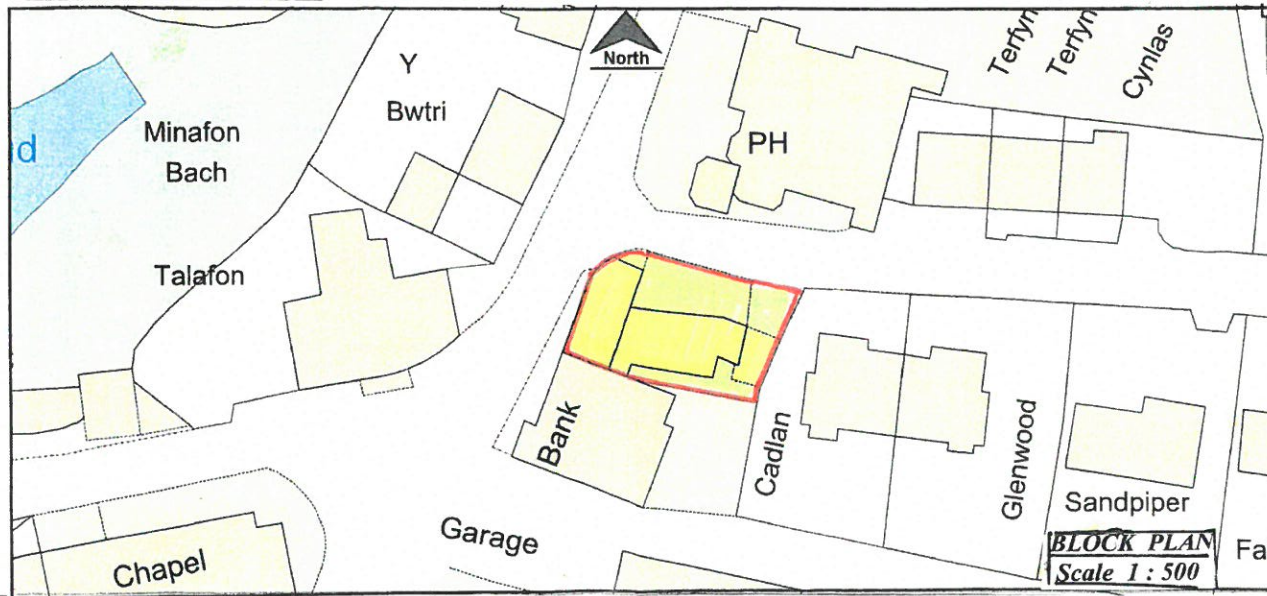 North
Y
Bwtri
Minafon
Bach
d
Talafon
PH
Terfyn
Terfyn
Cynlas
Bank
Cadlan
Glenwood
Sandpiper
Garage
Chapel
BLOCK PLAN
Scale 1 : 500
Fa